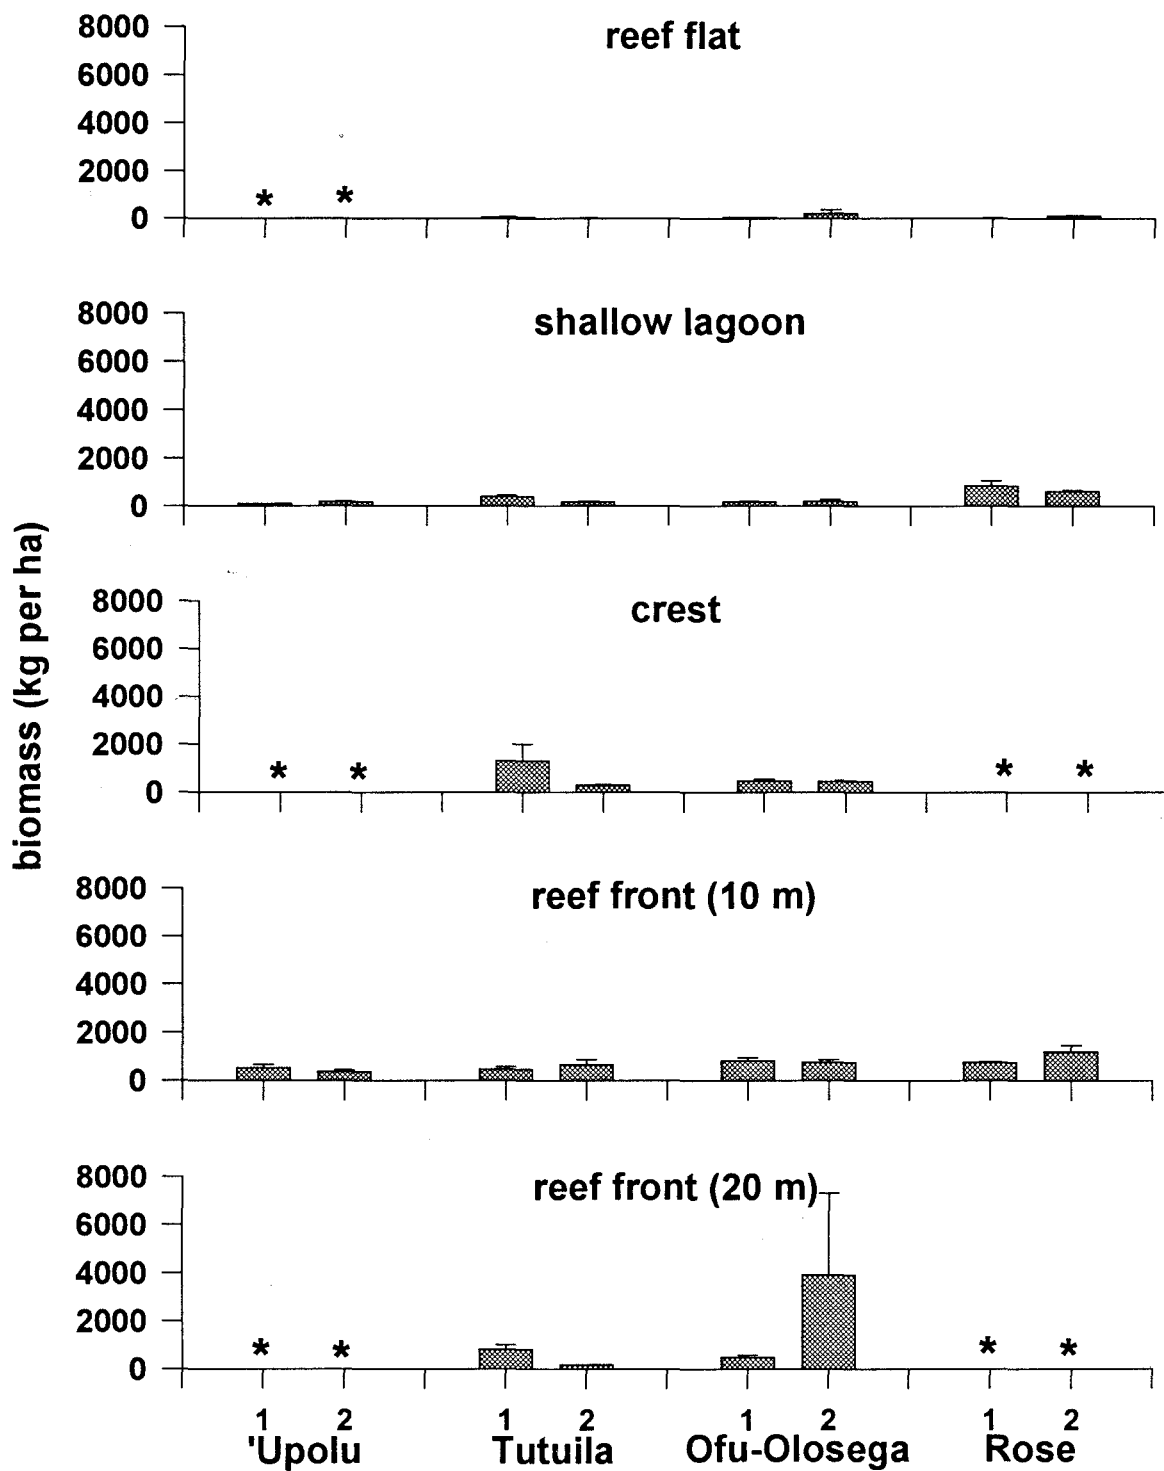 biomass (kg per ha)
reef flat
8000
6000
4000
2000
0
* *
shallow lagoon
8000
6000
4000
2000
0
crest
8000
6000
4000
2000
0
* * * *
reef front (10 m)
8000
6000
4000
2000
0
reef front (20 m)
8000
6000
4000
2000
0
* * * *
1 2 1 2 1 2 1 2
'Upolu Tutuila Ofu-Olosega Rose